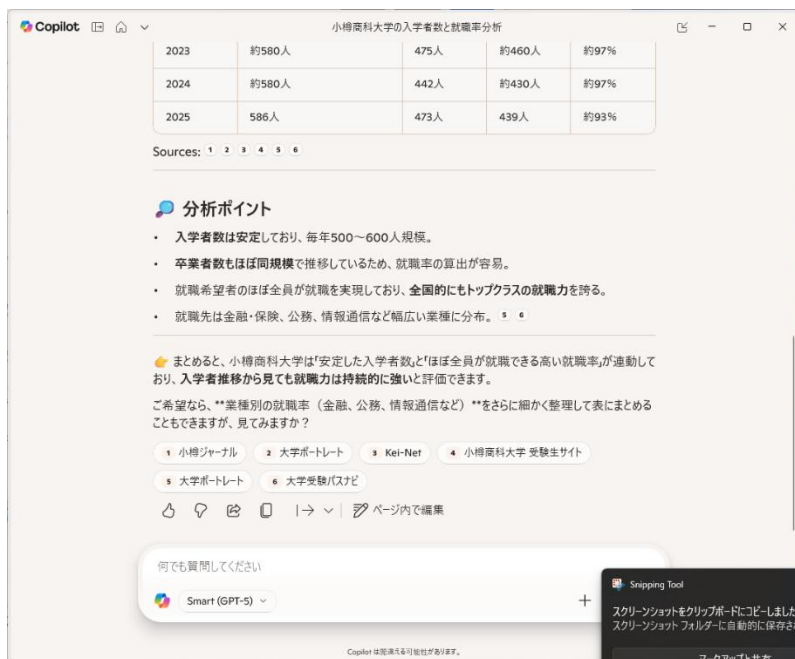 Copilot
小樽商科大学の入学者数と就職率分析
2023 約580人 475人 約460人 約97%
2024 約580人 442人 約430人 約97%
2025 586人 473人 439人 約93%
Sources: 1 2 3 4 5 6
分析ポイント
• 入学者数は安定しており、毎年500~600人規模。
• 卒業者数もほぼ同規模で推移しているため、就職率の算出が容易。
• 就職希望者のほぼ全員が就職を実現しており、全国的にもトップクラスの就職力を誇る。
• 就職先は金融・保険、公務、情報通信など幅広い業種に分布。 5 6
まとめると、小樽商科大学は「安定した入学者数」と「ほぼ全員が就職できる高い就職率」が連動して
おり、入学者推移から見ても就職力は持続的に強いと評価できます。
ご希望なら、**業種別の就職率(金融、公務、情報通信など)**をさらに細かく整理して表にまとめる
こともできますが、見てみますか?
1 小樽ジャーナル 2 大学ポートレート 3 Kei-Net 4 小樽商科大学 受験生サイト
5 大学ポートレート 6 大学受験パスナビ
ページ内で編集
何でも質問してください
Smart (GPT-5)
Snipping Tool
スクリーンショットをクリップボードにコピーしました
スクリーンショット フォルダーに自動的に保存さ
マークアップと共有
Copilot は間違える可能性があります。